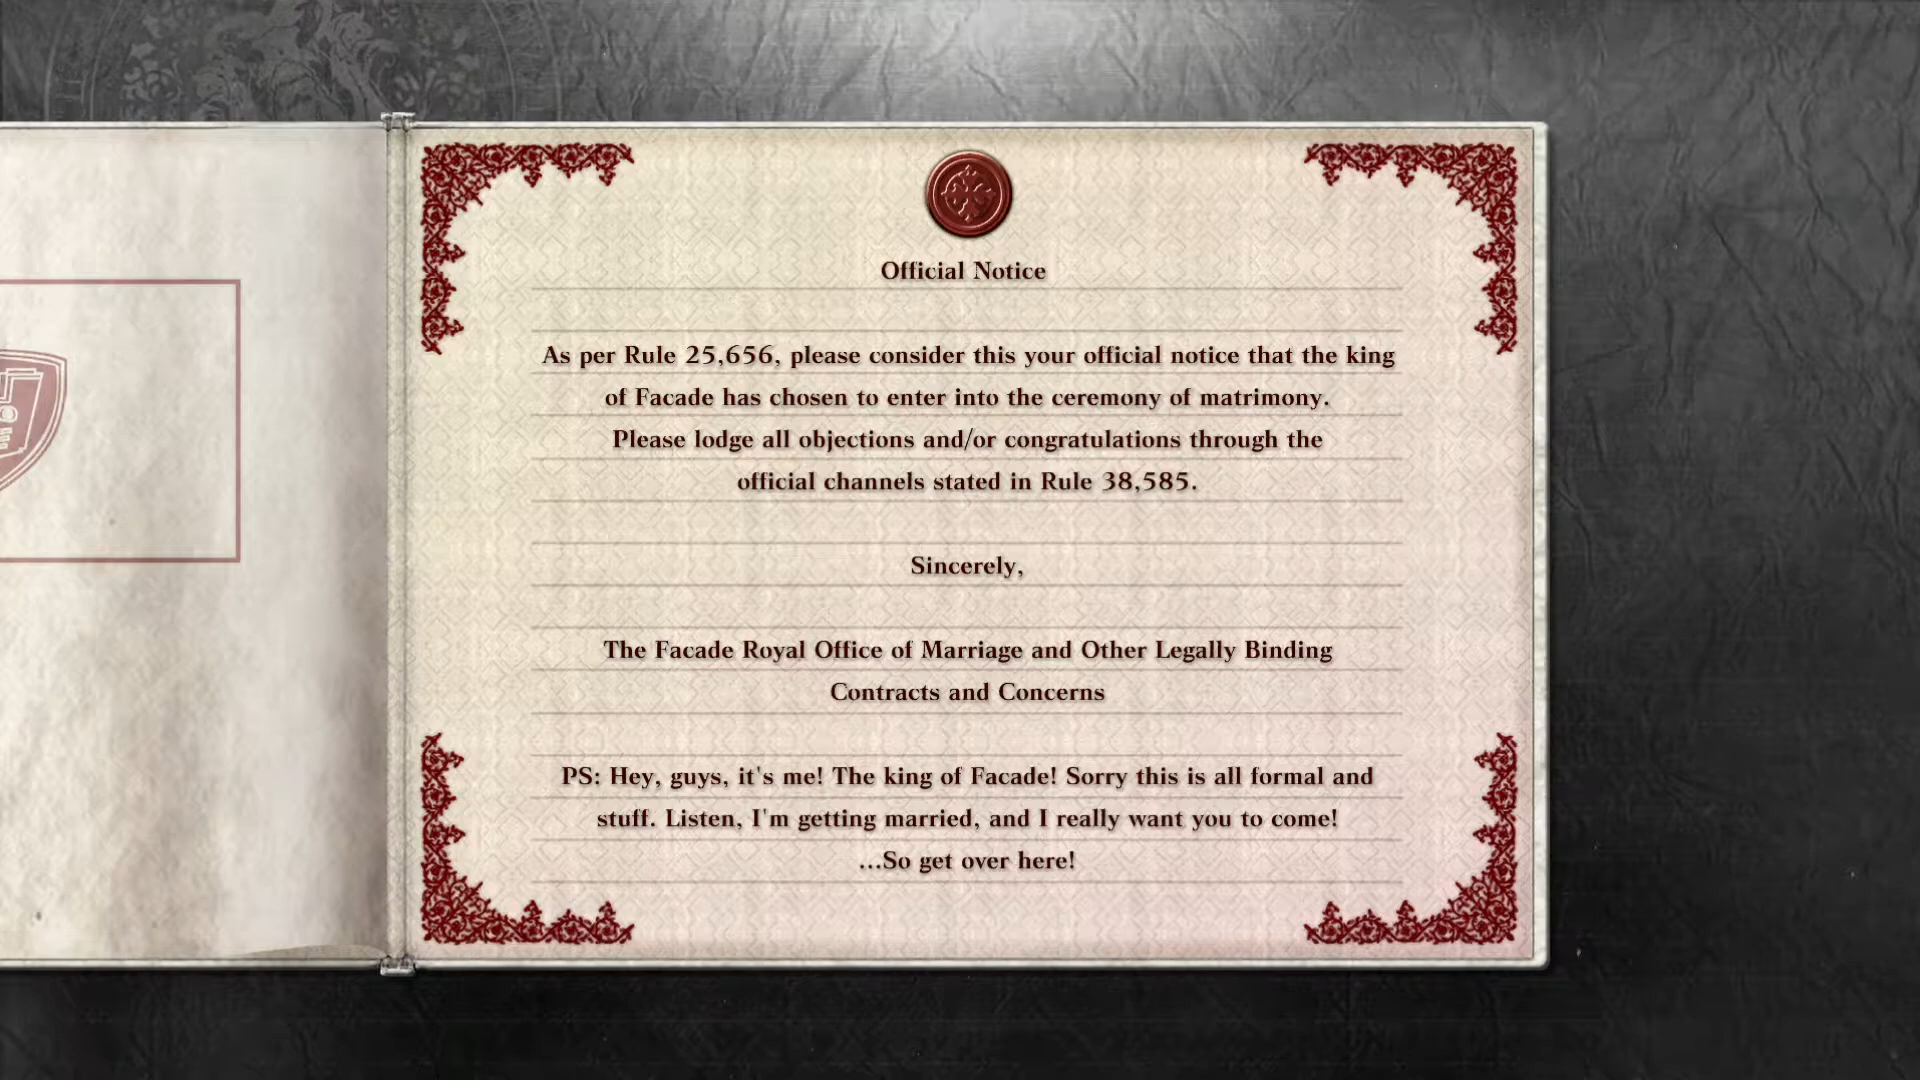 Official Notice
As per Rule 25,656, please consider this your official notice that the king
of Facade has chosen to enter into the ceremony of matrimony.
Please lodge all objections and/or congratulations through the
official channels stated in Rule 38,585.
Sincerely,
The Facade Royal Office of Marriage and Other Legally Binding
Contracts and Concerns
PS: Hey, guys, it's me! The king of Facade! Sorry this is all formal and
stuff. Listen, I'm getting married, and I really want you to come!
...So get over here!